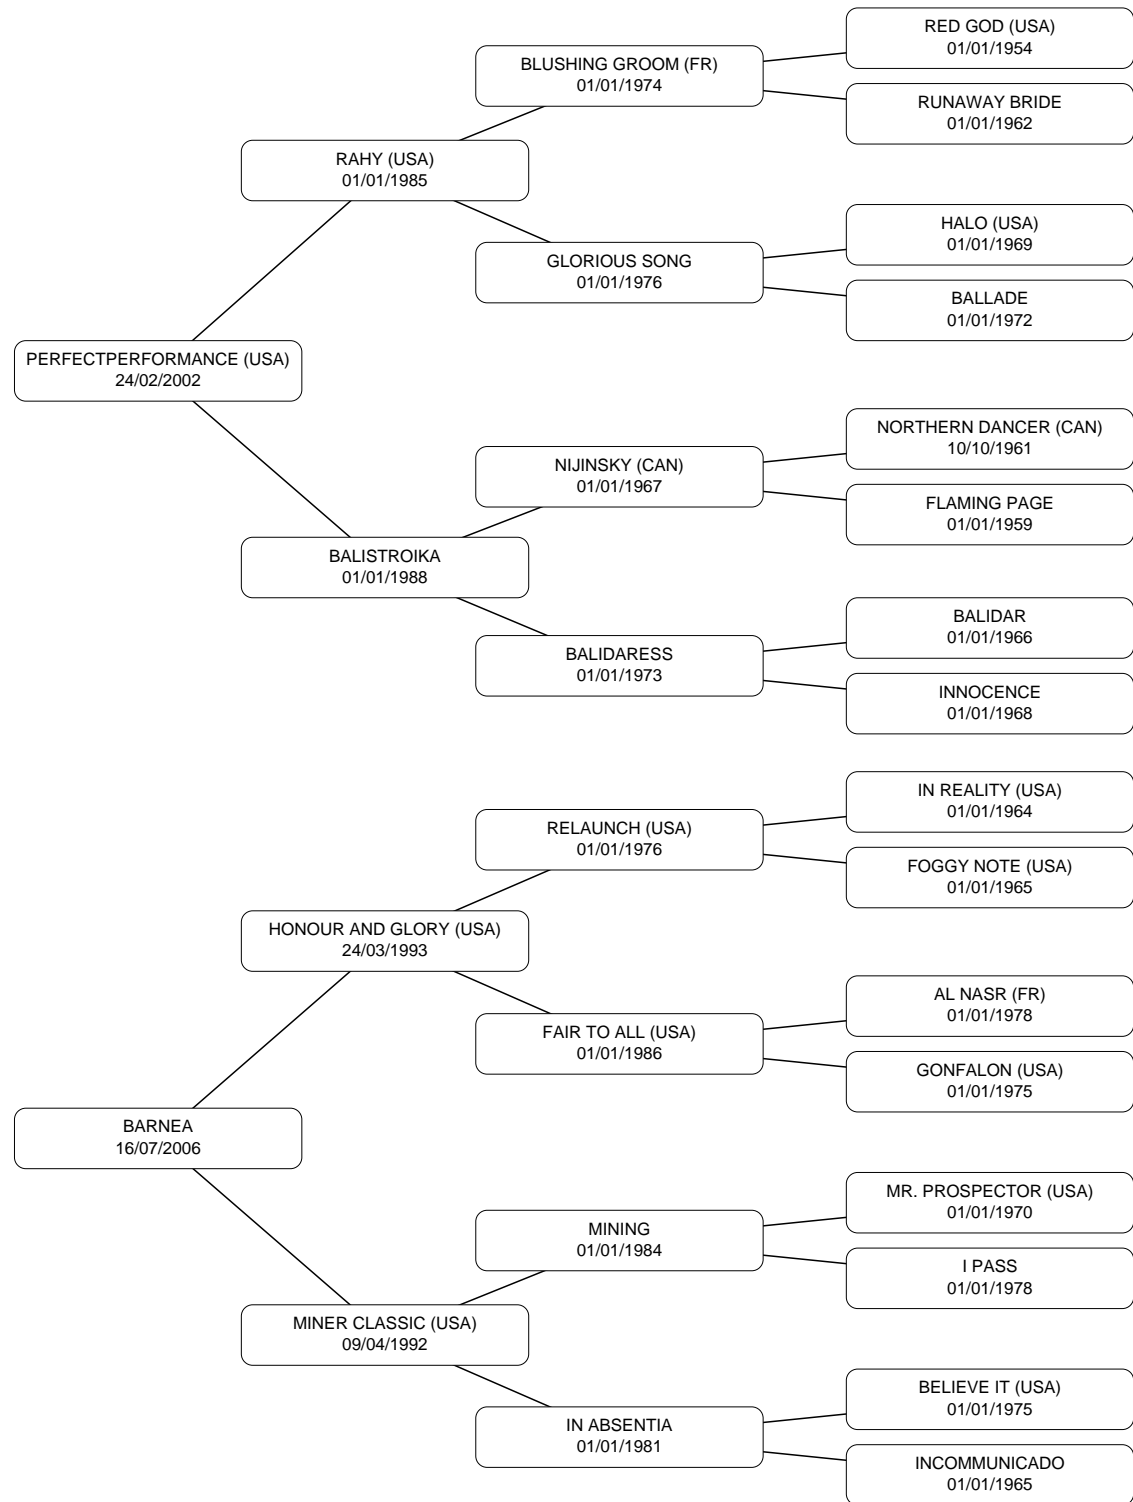 RED GOD (USA)
01/01/1954
BLUSHING GROOM (FR)
01/01/1974
RUNAWAY BRIDE
01/01/1962
RAHY (USA)
01/01/1985
HALO (USA)
01/01/1969
GLORIOUS SONG
01/01/1976
BALLADE
01/01/1972
PERFECTPERFORMANCE (USA)
24/02/2002
NORTHERN DANCER (CAN)
10/10/1961
NIJINSKY (CAN)
01/01/1967
FLAMING PAGE
01/01/1959
BALISTROIKA
01/01/1988
BALIDAR
01/01/1966
BALIDARESS
01/01/1973
INNOCENCE
01/01/1968
IN REALITY (USA)
01/01/1964
RELAUNCH (USA)
01/01/1976
FOGGY NOTE (USA)
01/01/1965
HONOUR AND GLORY (USA)
24/03/1993
AL NASR (FR)
01/01/1978
FAIR TO ALL (USA)
01/01/1986
GONFALON (USA)
01/01/1975
BARNEA
16/07/2006
MR. PROSPECTOR (USA)
01/01/1970
MINING
01/01/1984
I PASS
01/01/1978
MINER CLASSIC (USA)
09/04/1992
BELIEVE IT (USA)
01/01/1975
IN ABSENTIA
01/01/1981
INCOMMUNICADO
01/01/1965